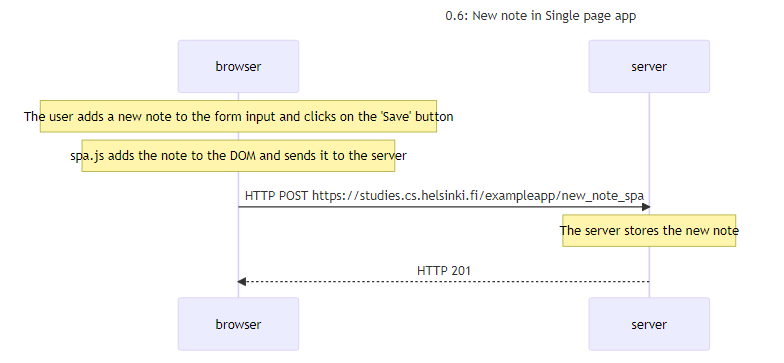 0.6: New note in Single page app
browser
server
The user adds a new note to the form input and clicks on the 'Save' button
spa.js adds the note to the DOM and sends it to the server
HTTP POST https://studies.cs.helsinki.fi/exampleapp/new_note_spa
The server stores the new note
HTTP 201
browser
server